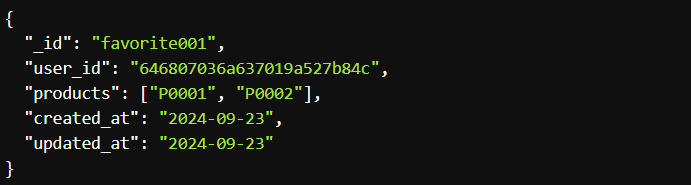 {
  "_id": "favorite001",
  "user_id": "646807036a637019a527b84c",
  "products": ["P0001", "P0002"],
  "created_at": "2024-09-23",
  "updated_at": "2024-09-23"
}